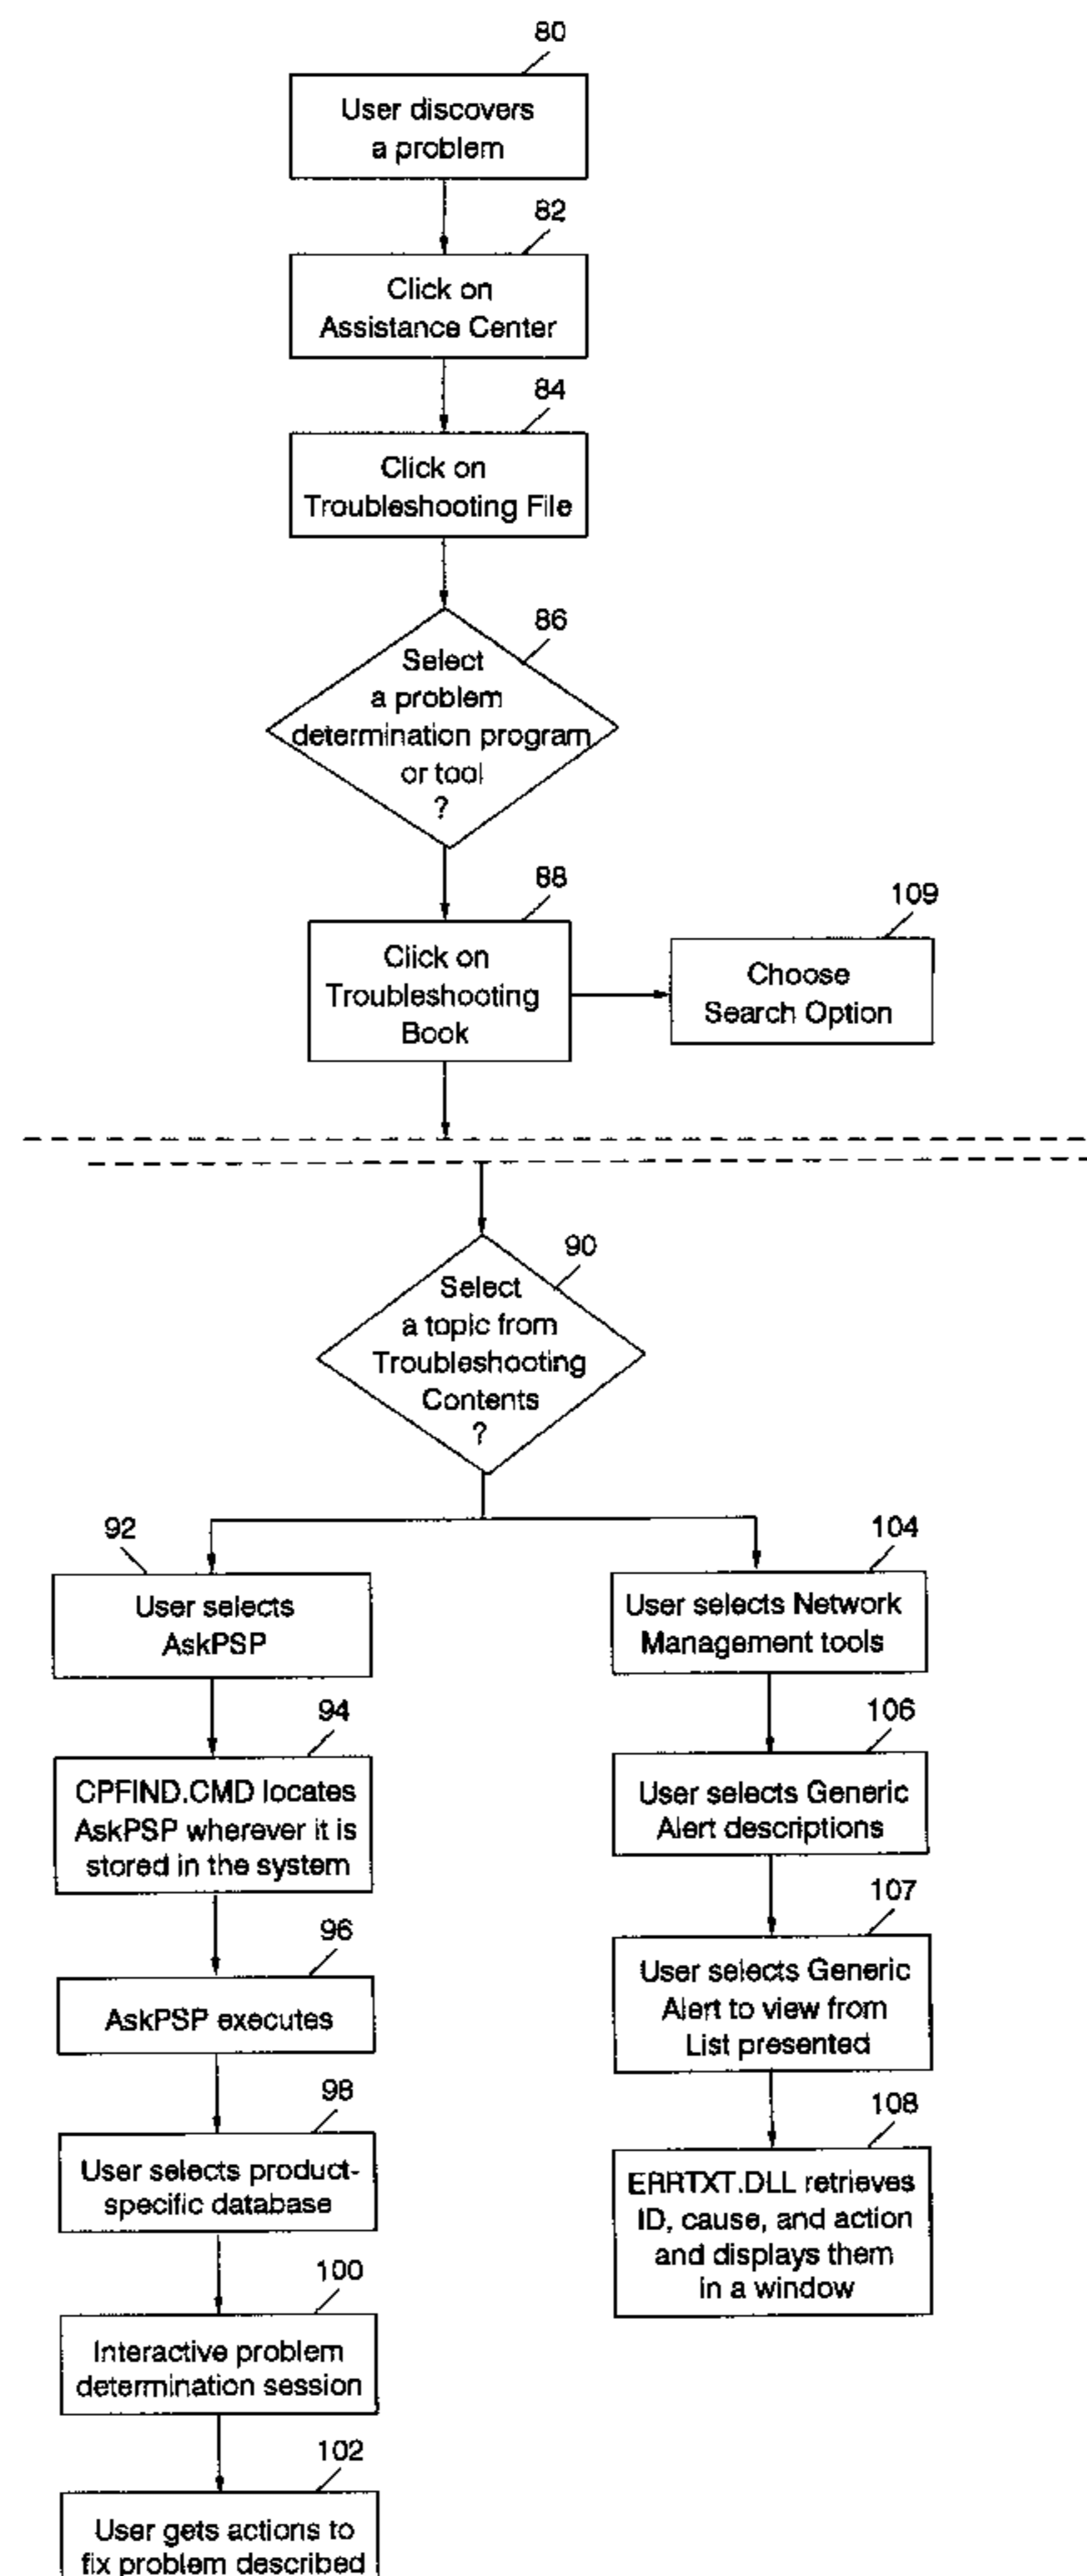 80
User discovers
a problem
82
Click on
Assistance Center
84
Click on
Troubleshooting File
86
Select
a problem
determination program
or tool
?
88
Click on
Troubleshooting
Book
109
Choose
Search Option
90
Select
a topic from
Troubleshooting
Contents
?
92
User selects
AskPSP
94
CPFIND.CMD locates
AskPSP wherever it is
stored in the system
96
AskPSP executes
98
User selects product-
specific database
100
Interactive problem
determination session
102
User gets actions to
fix problem described
104
User selects Network
Management tools
106
User selects Generic
Alert descriptions
107
User selects Generic
Alert to view from
List presented
108
ERRTXT.DLL retrieves
ID, cause, and action
and displays them
in a window